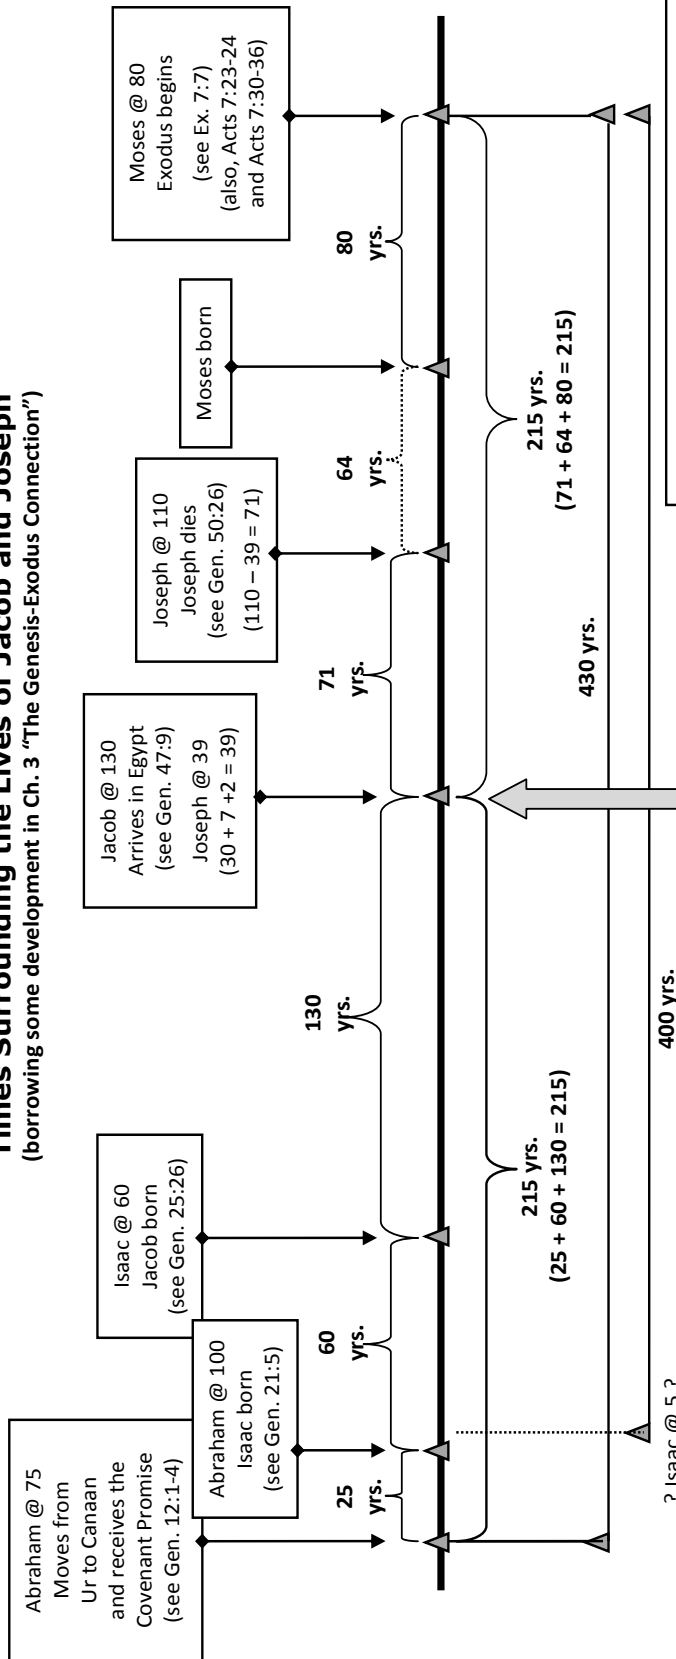 Times Surrounding the Lives of Jacob and Joseph
(borrowing some development in Ch. 3 “The Genesis-Exodus Connection”)
Abraham @ 75
Moves from
Ur to Canaan
and receives the
Covenant Promise
(see Gen. 12:1-4)
Abraham @ 100
Isaac born
(see Gen. 21:5)
Isaac @ 60
Jacob born
(see Gen. 25:26)
Jacob @ 130
Arrives in Egypt
(see Gen. 47:9)
Joseph @ 39
(30 + 7 +2 = 39)
Joseph @ 110
Joseph dies
(see Gen. 50:26)
(110 – 39 = 71)
Moses born
Moses @ 80
Exodus begins
(see Ex. 7:7)
(also, Acts 7:23-24
and Acts 7:30-36)
25
yrs.
60
yrs.
130
yrs.
71
yrs.
64
yrs.
80
yrs.
215 yrs.
(25 + 60 + 130 = 215)
215 yrs.
(71 + 64 + 80 = 215)
430 yrs.
400 yrs.
? Isaac @ 5 ?